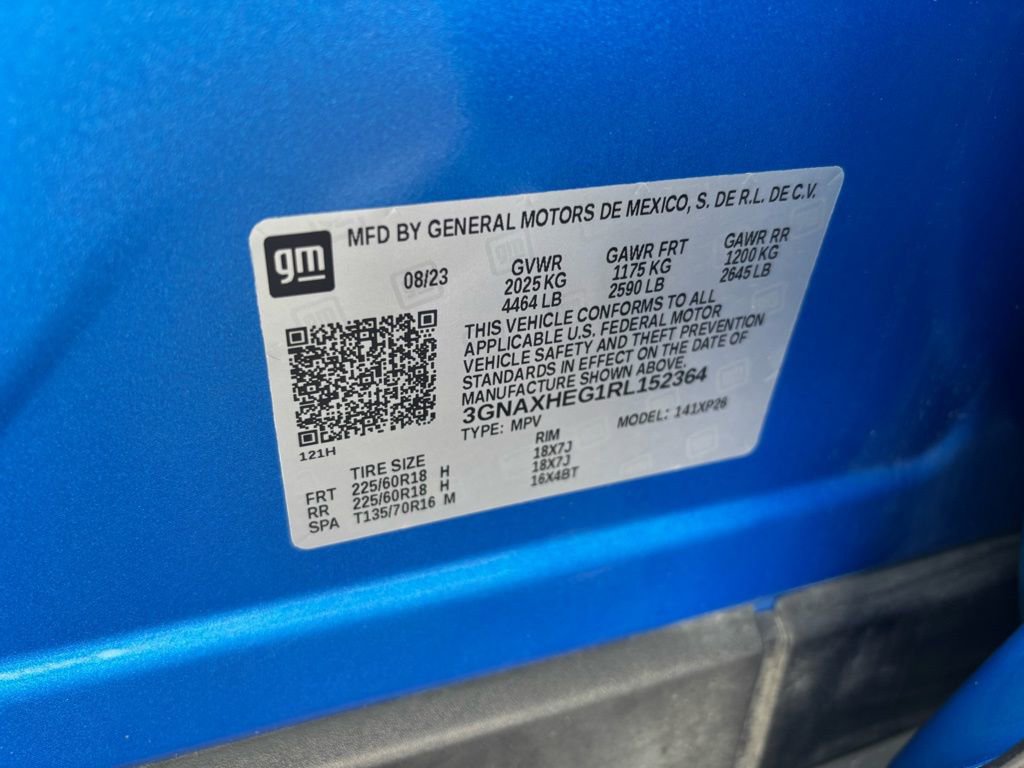 gm
MFD BY GENERAL MOTORS DE MEXICO, S. DE R.L. DE C.V.
08/23
GVWR GAWR FRT GAWR RR
2025 KG 1175 KG 1200 KG
4464 LB 2590 LB 2645 LB
THIS VEHICLE CONFORMS TO ALL
APPLICABLE U.S. FEDERAL MOTOR
VEHICLE SAFETY AND THEFT PREVENTION
STANDARDS IN EFFECT ON THE DATE OF
MANUFACTURE SHOWN ABOVE.
3GNAXHEG1RL152364
TYPE: MPV MODEL: 141XP26
121H
TIRE SIZE RIM
FRT 225/60R18 H 18X7J
RR 225/60R18 H 18X7J
SPA T135/70R16 M 16X4BT